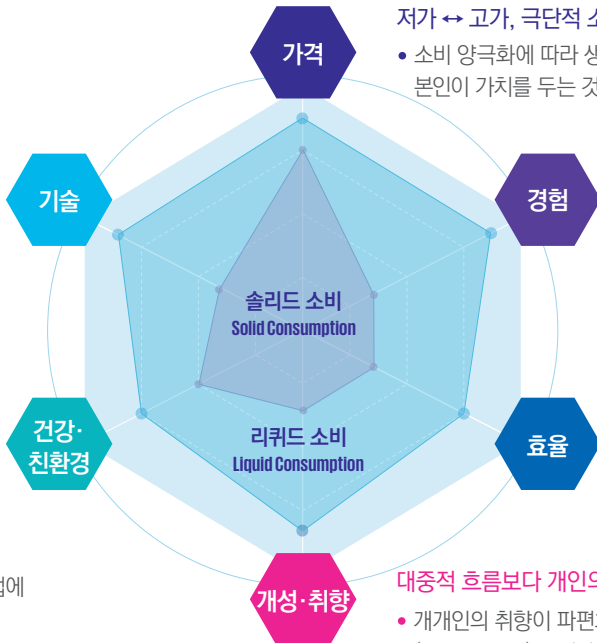 저가 ↔ 고가, 극단적 소
가격
• 소비 양극화에 따라 생
본인이 가치를 두는 것
기술
경험
솔리드 소비
Solid Consumption
건강·
친환경
리퀴드 소비
Liquid Consumption
효율
개성·취향
대중적 흐름보다 개인의
• 개개인의 취향이 파편